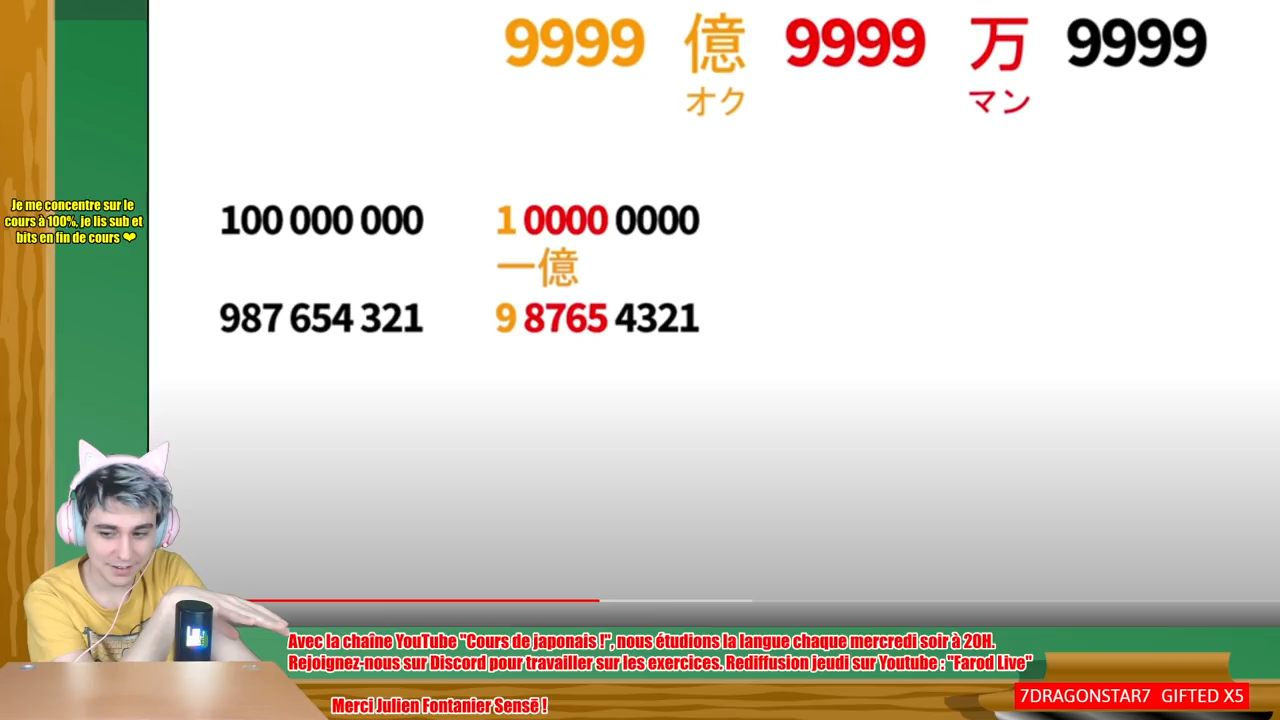 9999 億 9999 万 9999
オク マン
100 000 000 1 0000 0000
一億
987 654 321 9 8765 4321
Je me concentre sur le
cours à 100%, je lis sub et
bits en fin de cours ❤
Avec la chaîne YouTube "Cours de japonais !", nous étudions la langue chaque mercredi soir à 20H.
Rejoignez-nous sur Discord pour travailler sur les exercices. Rediffusion jeudi sur Youtube : "Farod Live"
Merci Julien Fontanier Sensē !
7DRAGONSTAR7 GIFTED X5